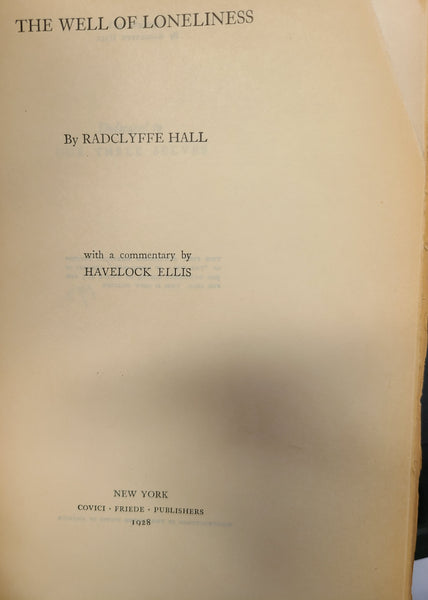 THE WELL OF LONELINESS
By RADCLYFFE HALL
with a commentary by
HAVELOCK ELLIS
NEW YORK
COVICI · FRIEDE · PUBLISHERS
1928